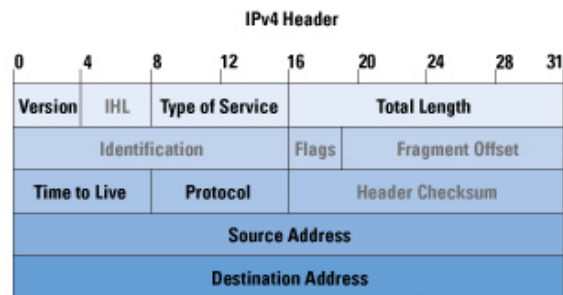 IPv4 Header
0 4 8 12 16 20 24 28 31
Version IHL Type of Service Total Length
Identification Flags Fragment Offset
Time to Live Protocol Header Checksum
Source Address
Destination Address